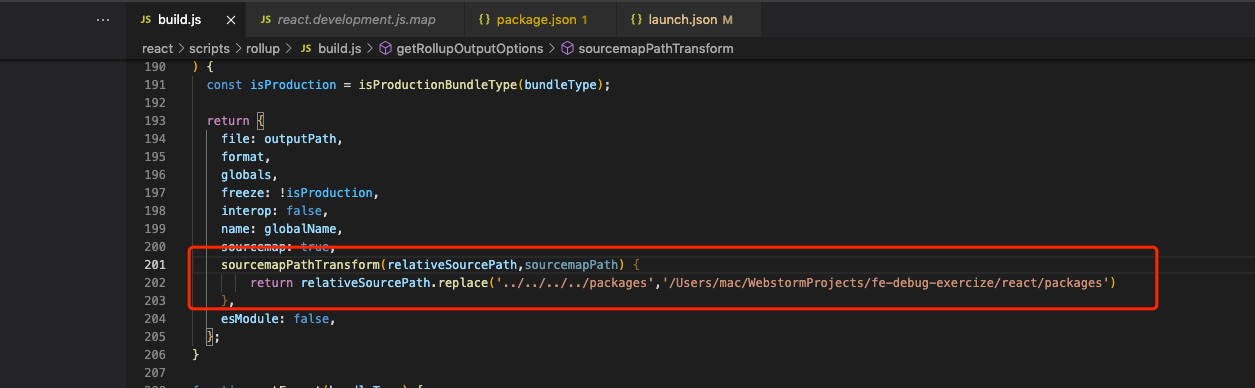 ··· JS build.js × JS react.development.js.map {} package.json 1 {} launch.json M
react > scripts > rollup > JS build.js > getRollupOutputOptions > sourcemapPathTransform
190 ) {
191 const isProduction = isProductionBundleType(bundleType);
192
193 return {
194 file: outputPath,
195 format,
196 globals,
197 freeze: !isProduction,
198 interop: false,
199 name: globalName,
200 sourcemap: true,
201 sourcemapPathTransform(relativeSourcePath,sourcemapPath) {
202 return relativeSourcePath.replace('../../../../packages','/Users/mac/WebstormProjects/fe-debug-exercize/react/packages')
203 },
204 esModule: false,
205 };
206 }
207